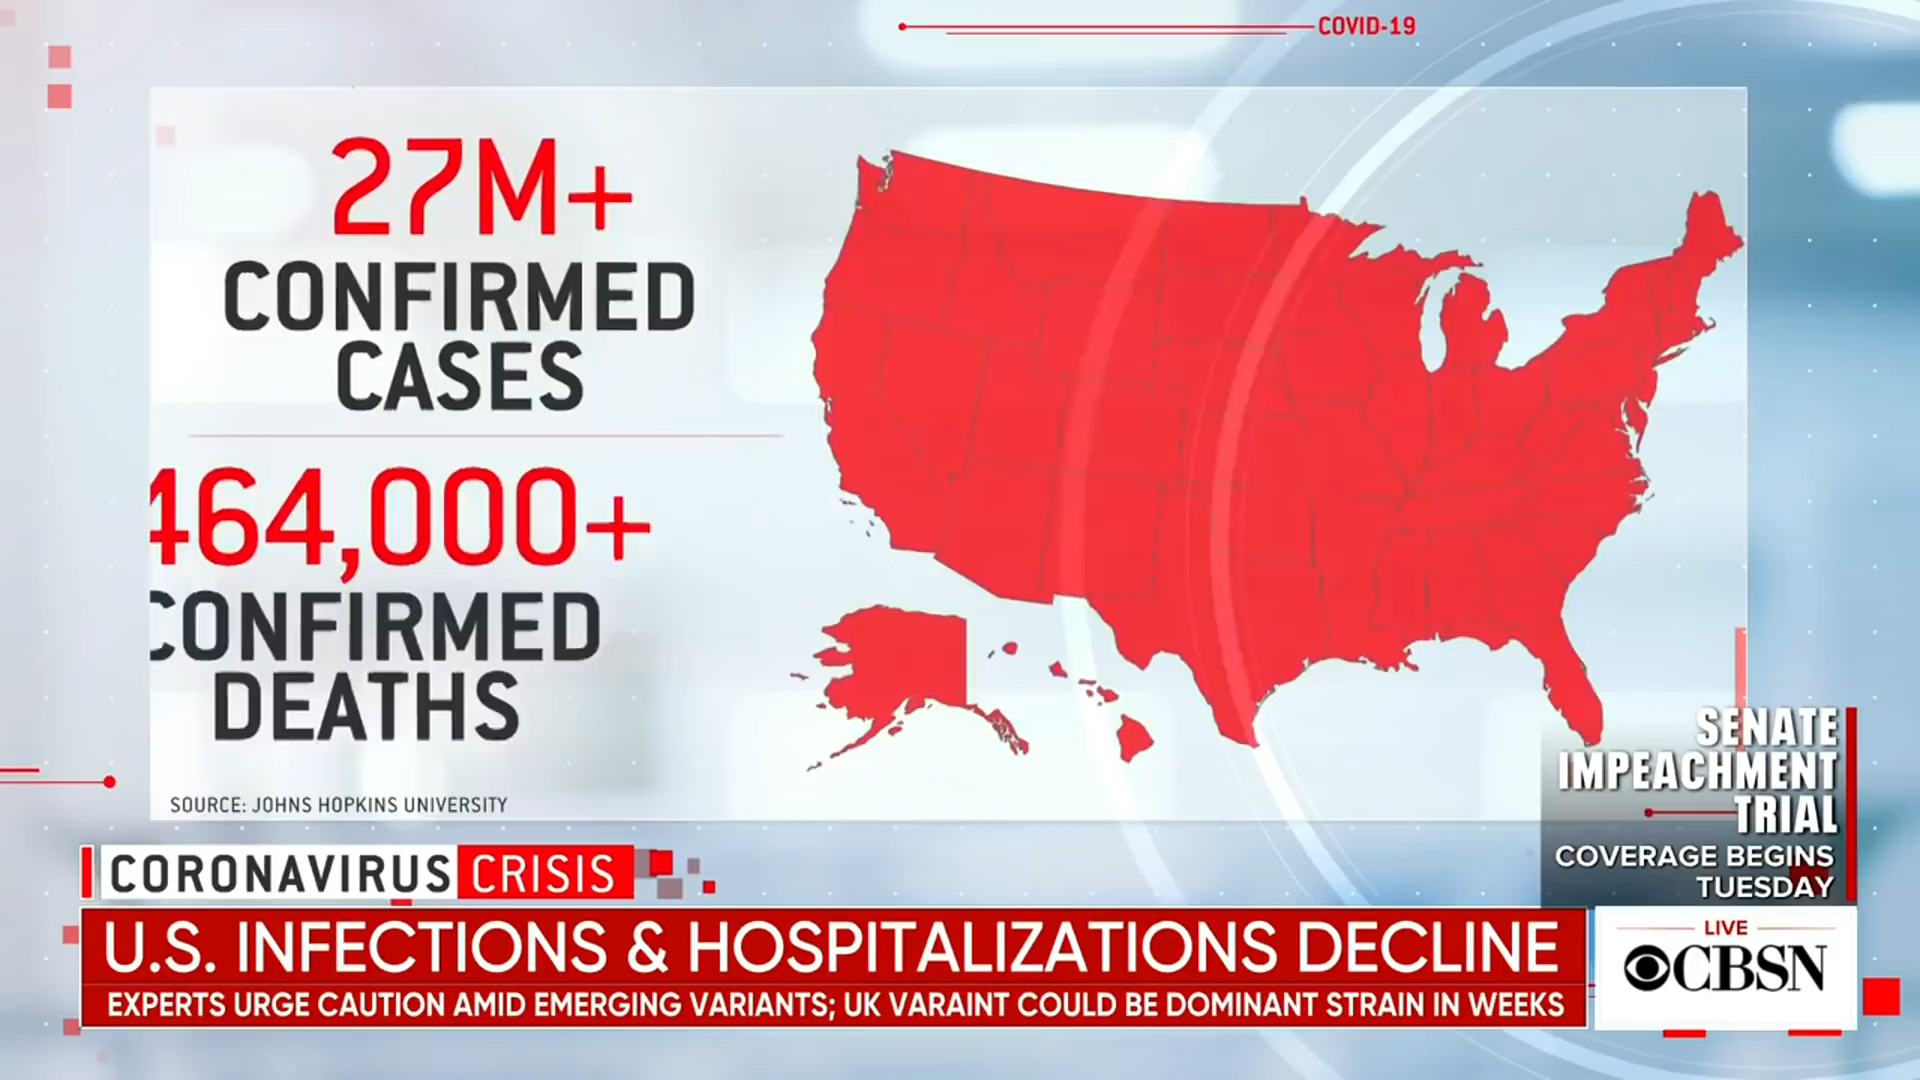 COVID-19
27M+
CONFIRMED
CASES
464,000+
CONFIRMED
DEATHS
SOURCE: JOHNS HOPKINS UNIVERSITY
SENATE
IMPEACHMENT
TRIAL
COVERAGE BEGINS
TUESDAY
CORONAVIRUS CRISIS
U.S. INFECTIONS & HOSPITALIZATIONS DECLINE
EXPERTS URGE CAUTION AMID EMERGING VARIANTS; UK VARAINT COULD BE DOMINANT STRAIN IN WEEKS
LIVE
CBSN